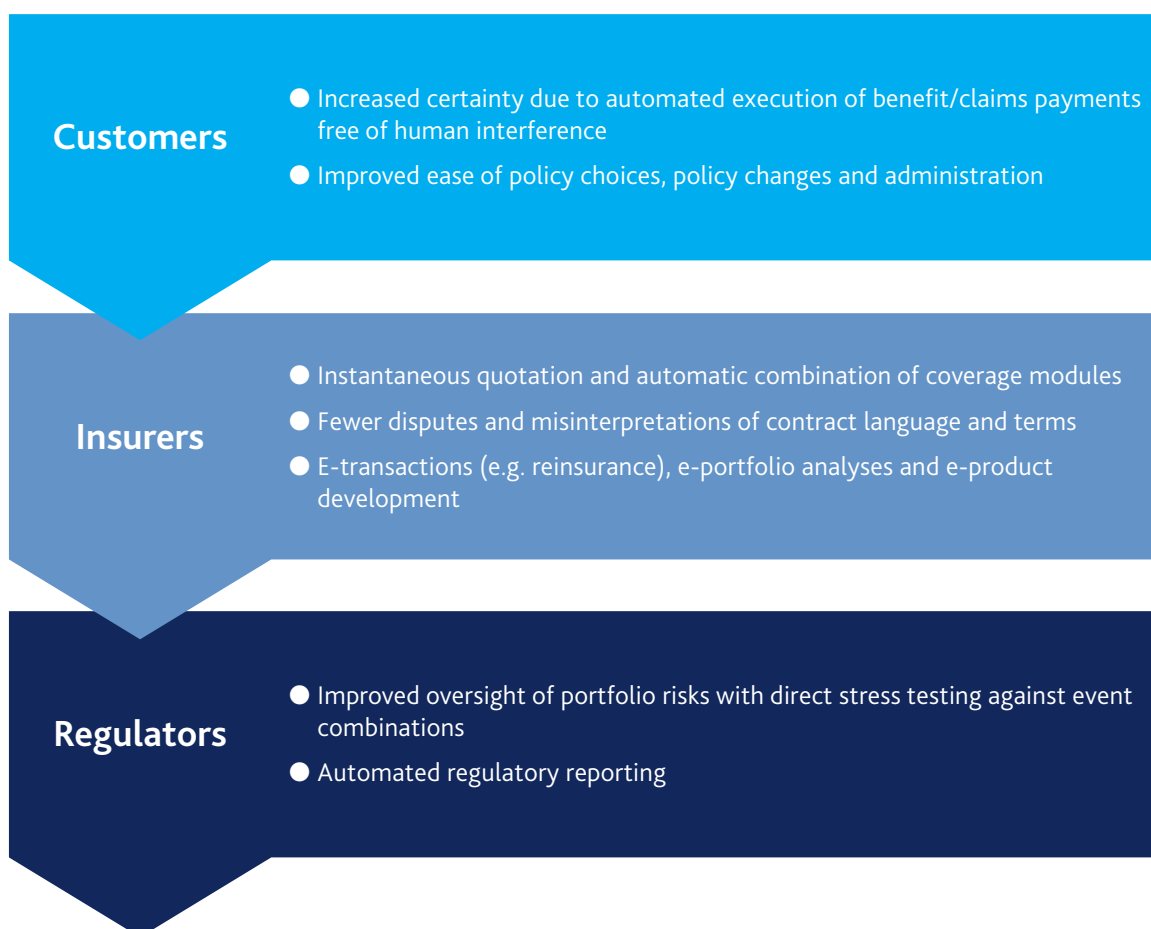 Customers
● Increased certainty due to automated execution of benefit/claims payments
free of human interference
● Improved ease of policy choices, policy changes and administration
Insurers
● Instantaneous quotation and automatic combination of coverage modules
● Fewer disputes and misinterpretations of contract language and terms
● E-transactions (e.g. reinsurance), e-portfolio analyses and e-product
development
Regulators
● Improved oversight of portfolio risks with direct stress testing against event
combinations
● Automated regulatory reporting